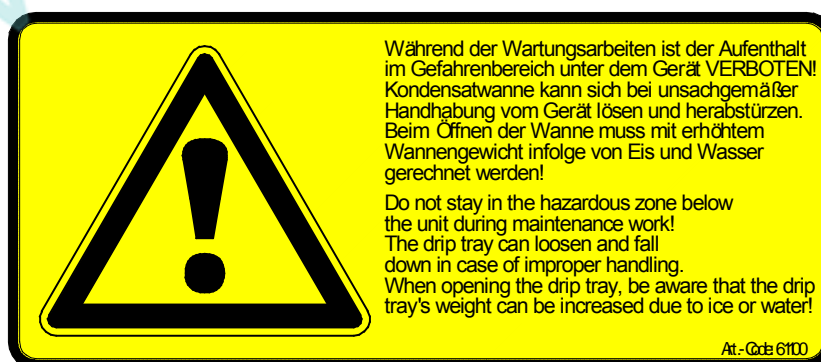 Während der Wartungsarbeiten ist der Aufenthalt
im Gefahrenbereich unter dem Gerät VERBOTEN!
Kondensatwanne kann sich bei unsachgemäßer
Handhabung vom Gerät lösen und herabstürzen.
Beim Öffnen der Wanne muss mit erhöhtem
Wannengewicht infolge von Eis und Wasser
gerechnet werden!
Do not stay in the hazardous zone below
the unit during maintenance work!
The drip tray can loosen and fall
down in case of improper handling.
When opening the drip tray, be aware that the drip
tray's weight can be increased due to ice or water!
Art.-Code 61100